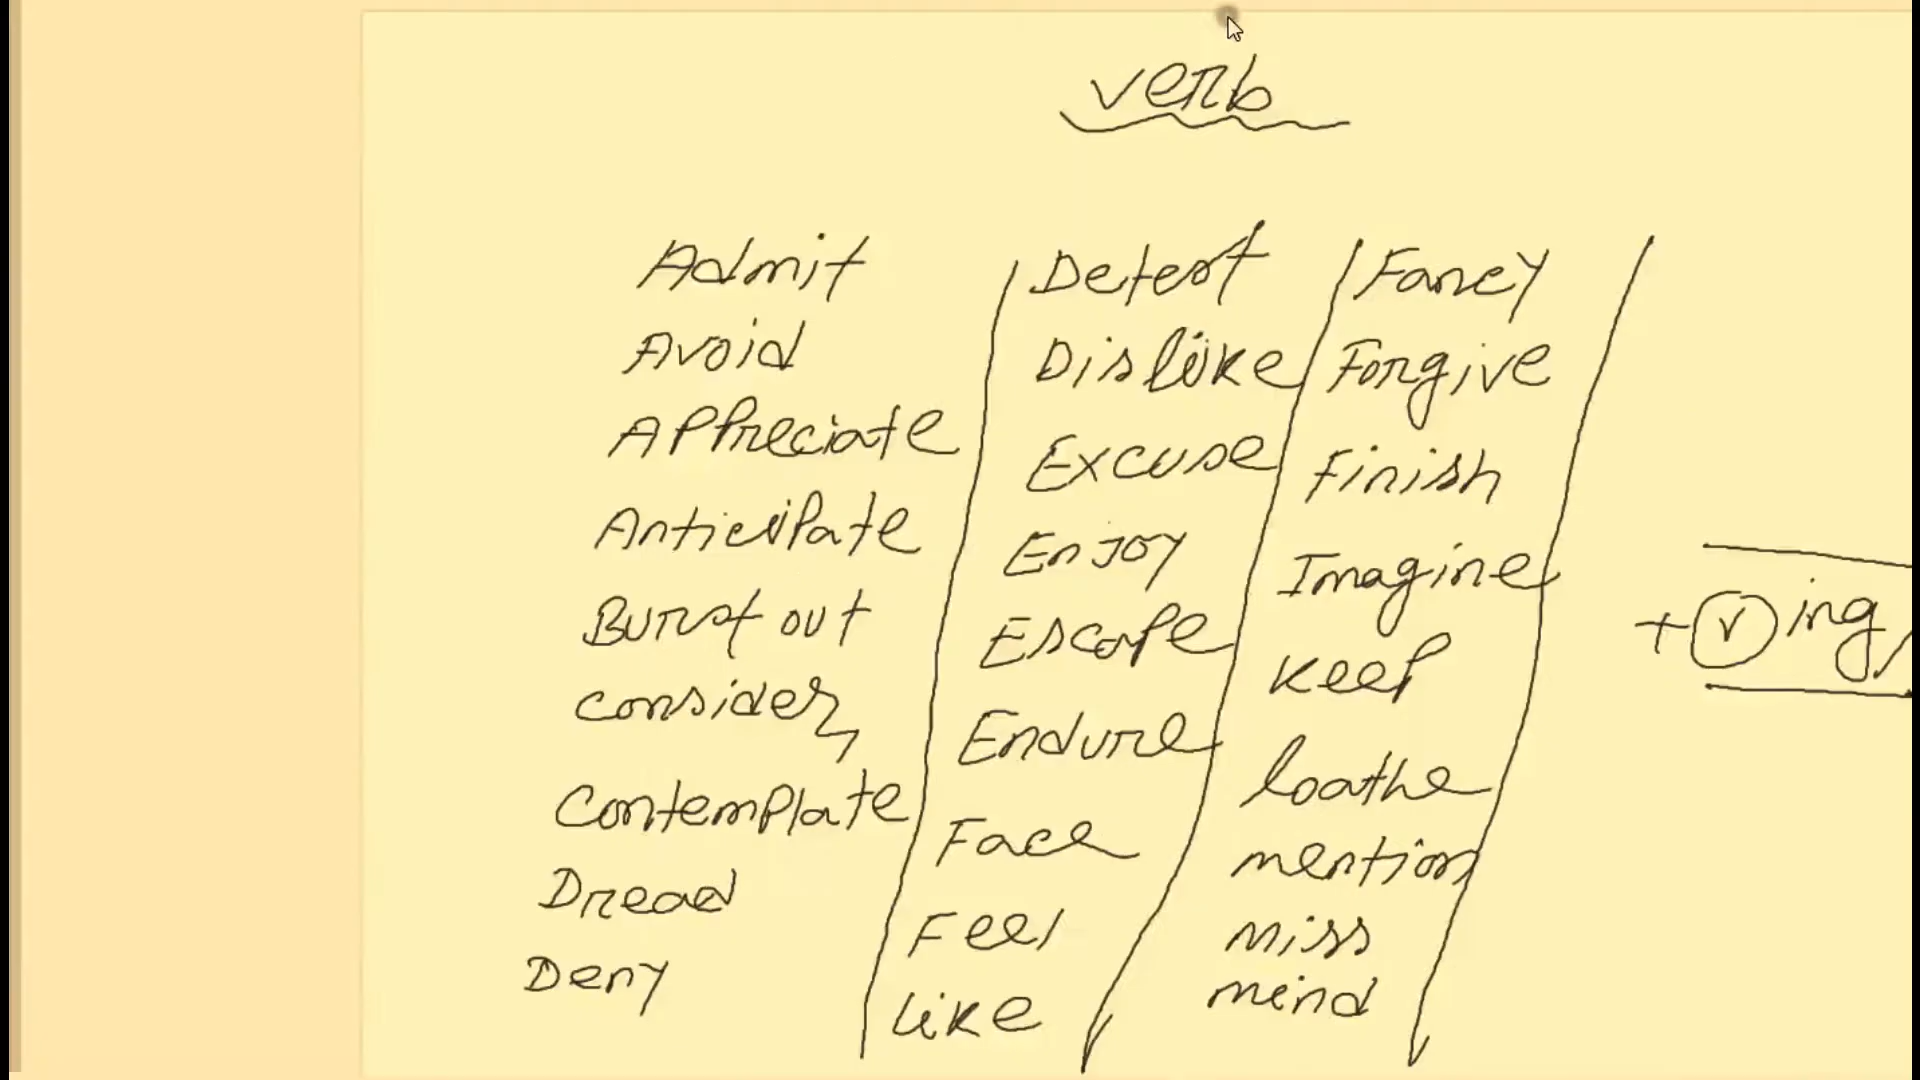 verb
Admit
Avoid
Appreciate
Anticipate
Burst out
consider
Contemplate
Dread
Deny
Detest
Dislike
Excuse
Enjoy
Escape
Endure
Face
Feel
like
Fancy
Forgive
Finish
Imagine
Keep
loathe
mention
Miss
mind
+ v ing